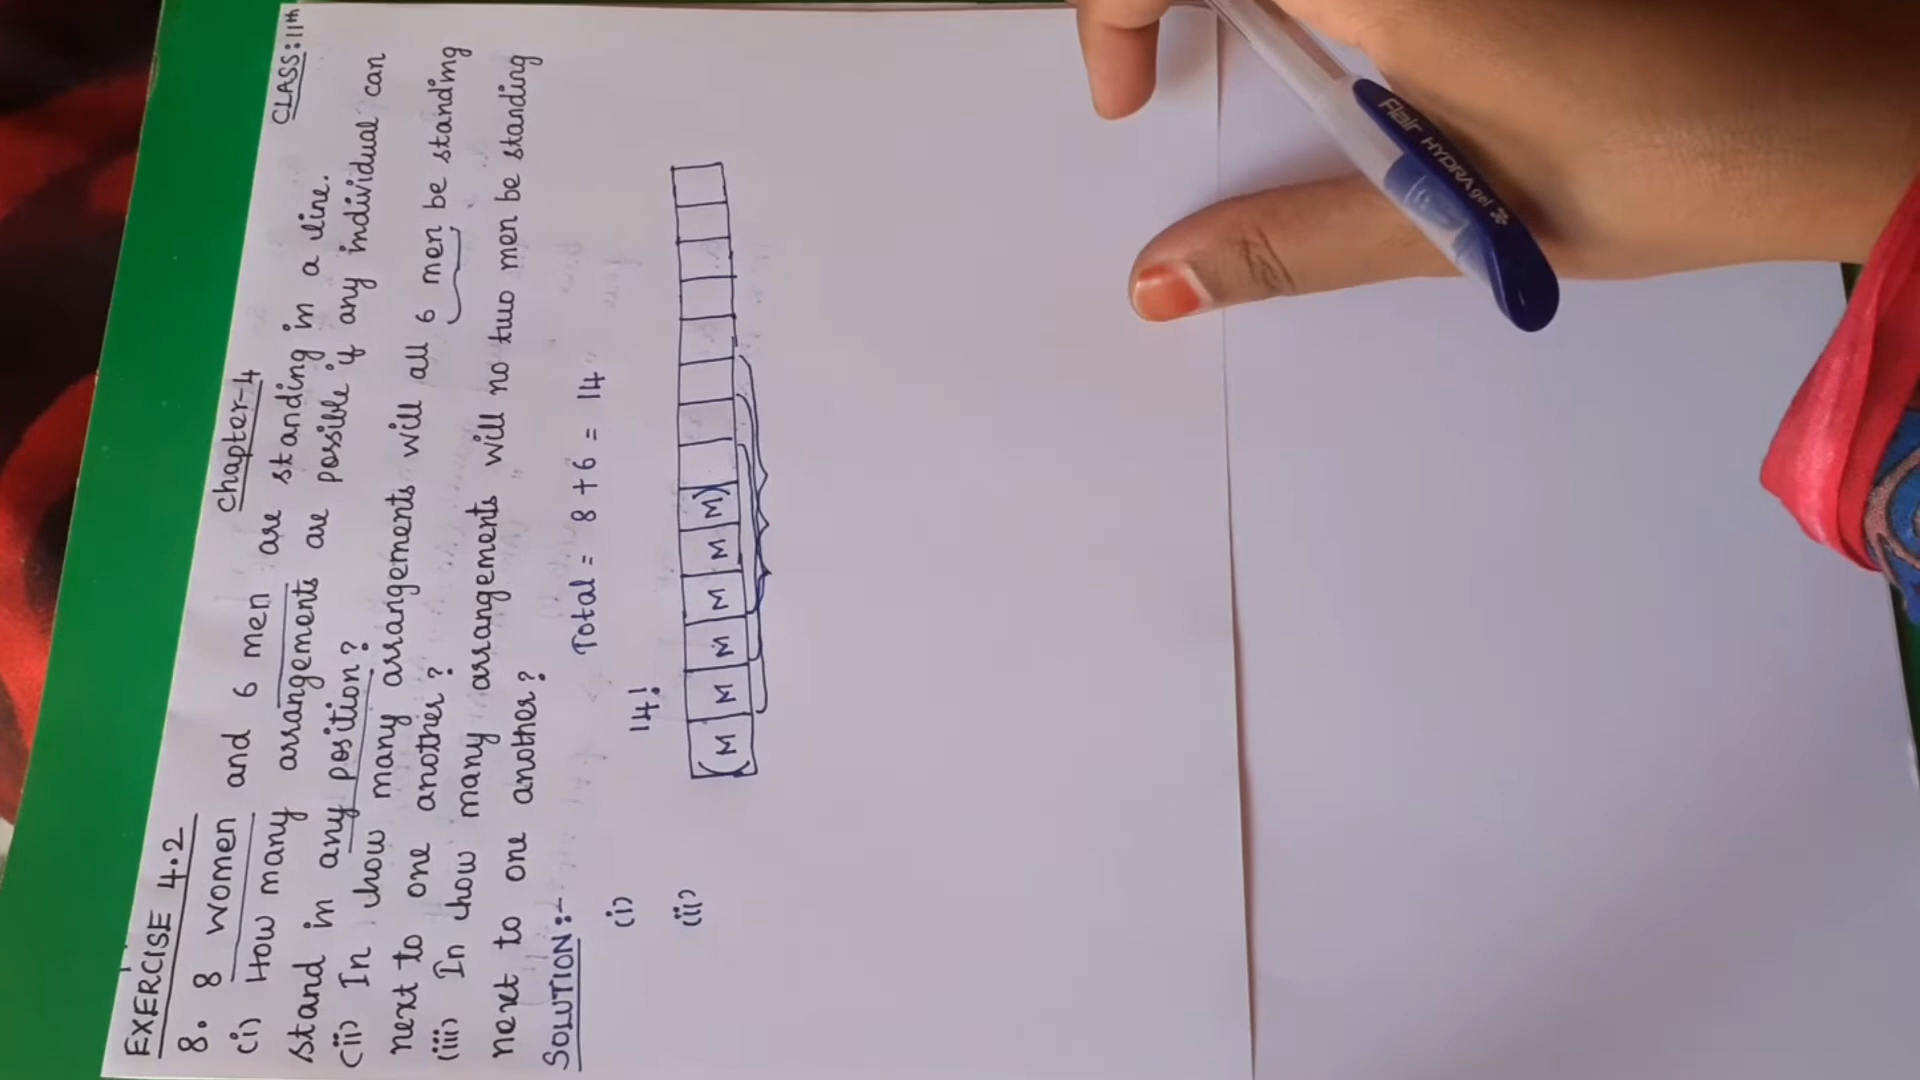 CLASS:11th
EXERCISE 4.2
Chapter-4
8. 8 women and 6 men are standing in a line.
(i) How many arrangements are possible if any individual can
stand in any position?
(ii) In how many arrangements will all 6 men be standing
next to one another?
(iii) In how many arrangements will no two men be standing
next to one another?
SOLUTION:-
Total = 8 + 6 = 14
(i) 14!
(ii) (M M M M M M)
Flair HYDRA gel